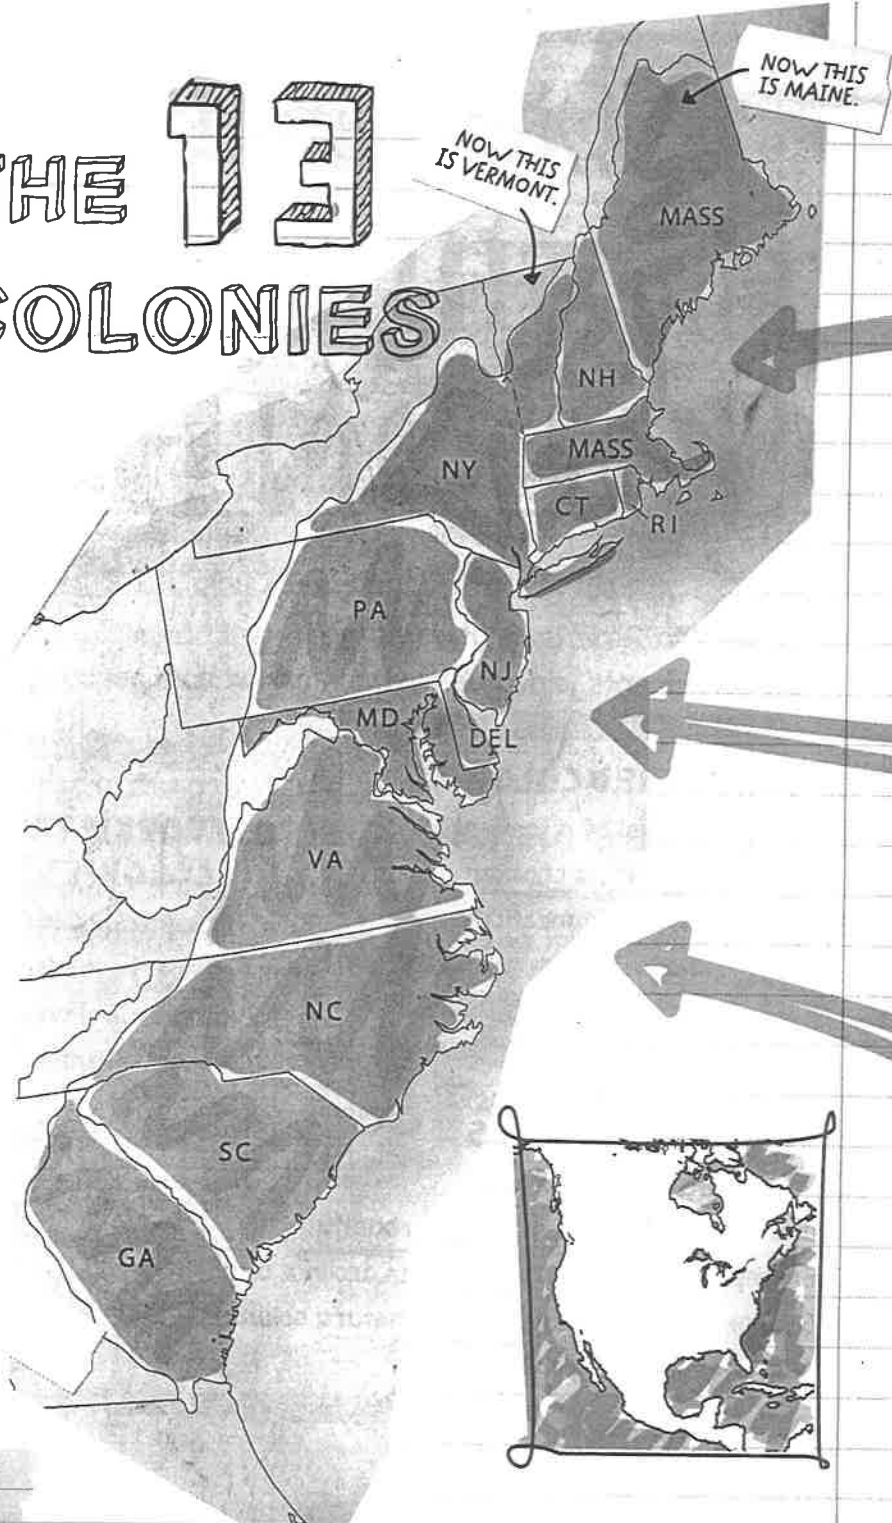 THE 13
COLONIES
NOW THIS
IS MAINE.
NOW THIS
IS VERMONT.
MASS
NH
MASS
NY
CT
RI
PA
NJ
MD
DEL
VA
NC
SC
GA